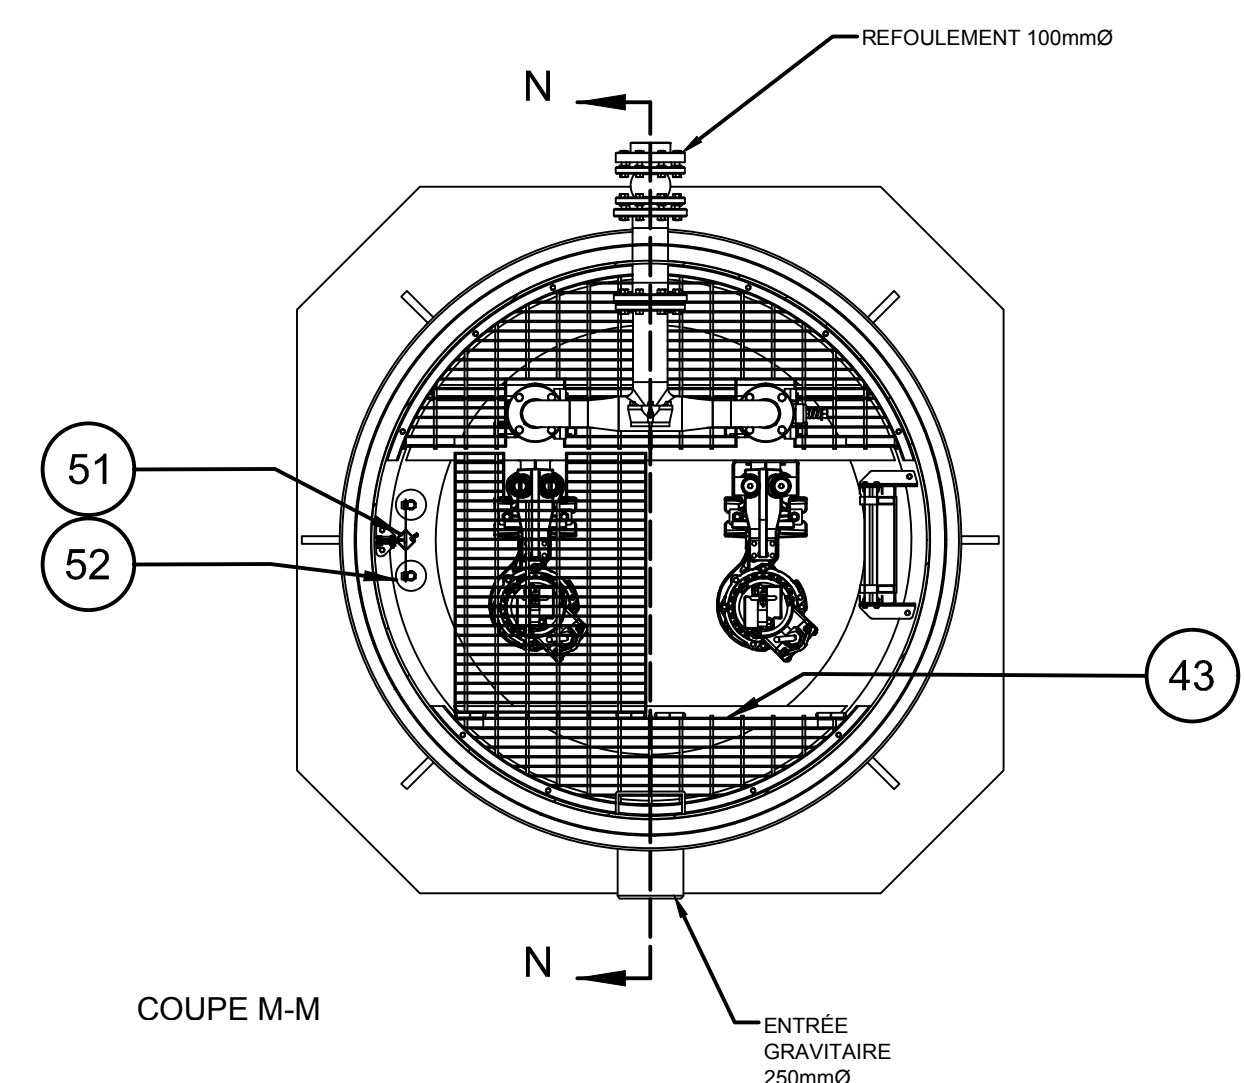 REFOULEMENT 100mmØ
N
51
52
43
N
COUPE M-M
ENTRÉE
GRAVITAIRE
250mmØ